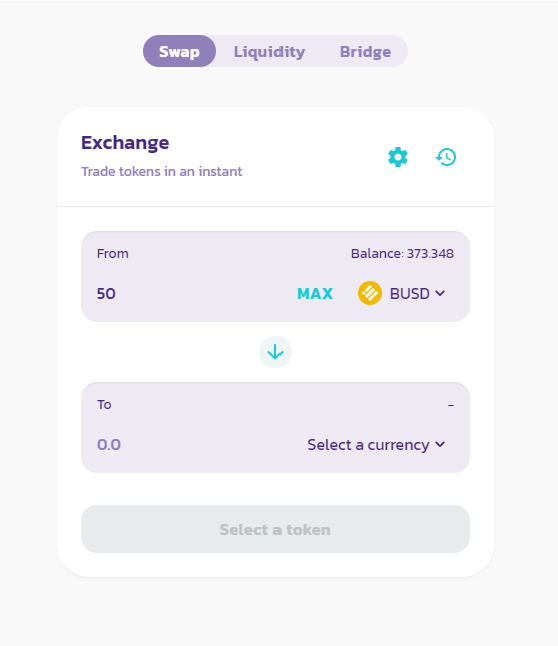 Swap Liquidity Bridge
Exchange
Trade tokens in an instant
From Balance: 373.348
50 MAX BUSD
To -
0.0 Select a currency
Select a token